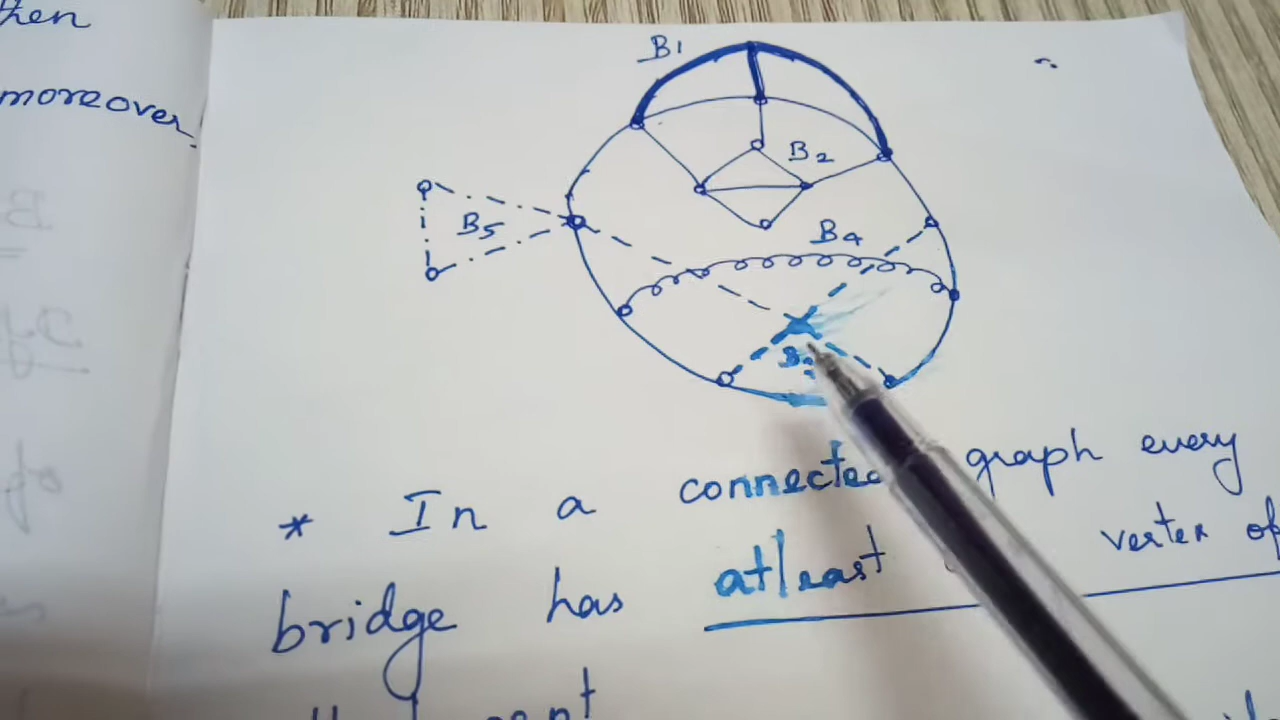 then
moreover
B1
B2
B5
B4
* In a connected graph every
bridge has atleast vertex of